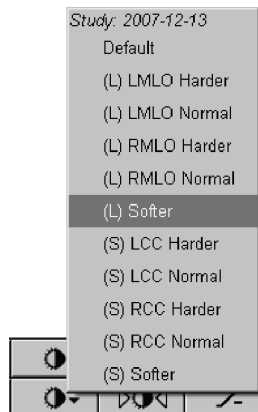 Study: 2007-12-13
Default
(L) LMLO Harder
(L) LMLO Normal
(L) RMLO Harder
(L) RMLO Normal
(L) Softer
(S) LCC Harder
(S) LCC Normal
(S) RCC Harder
(S) RCC Normal
(S) Softer